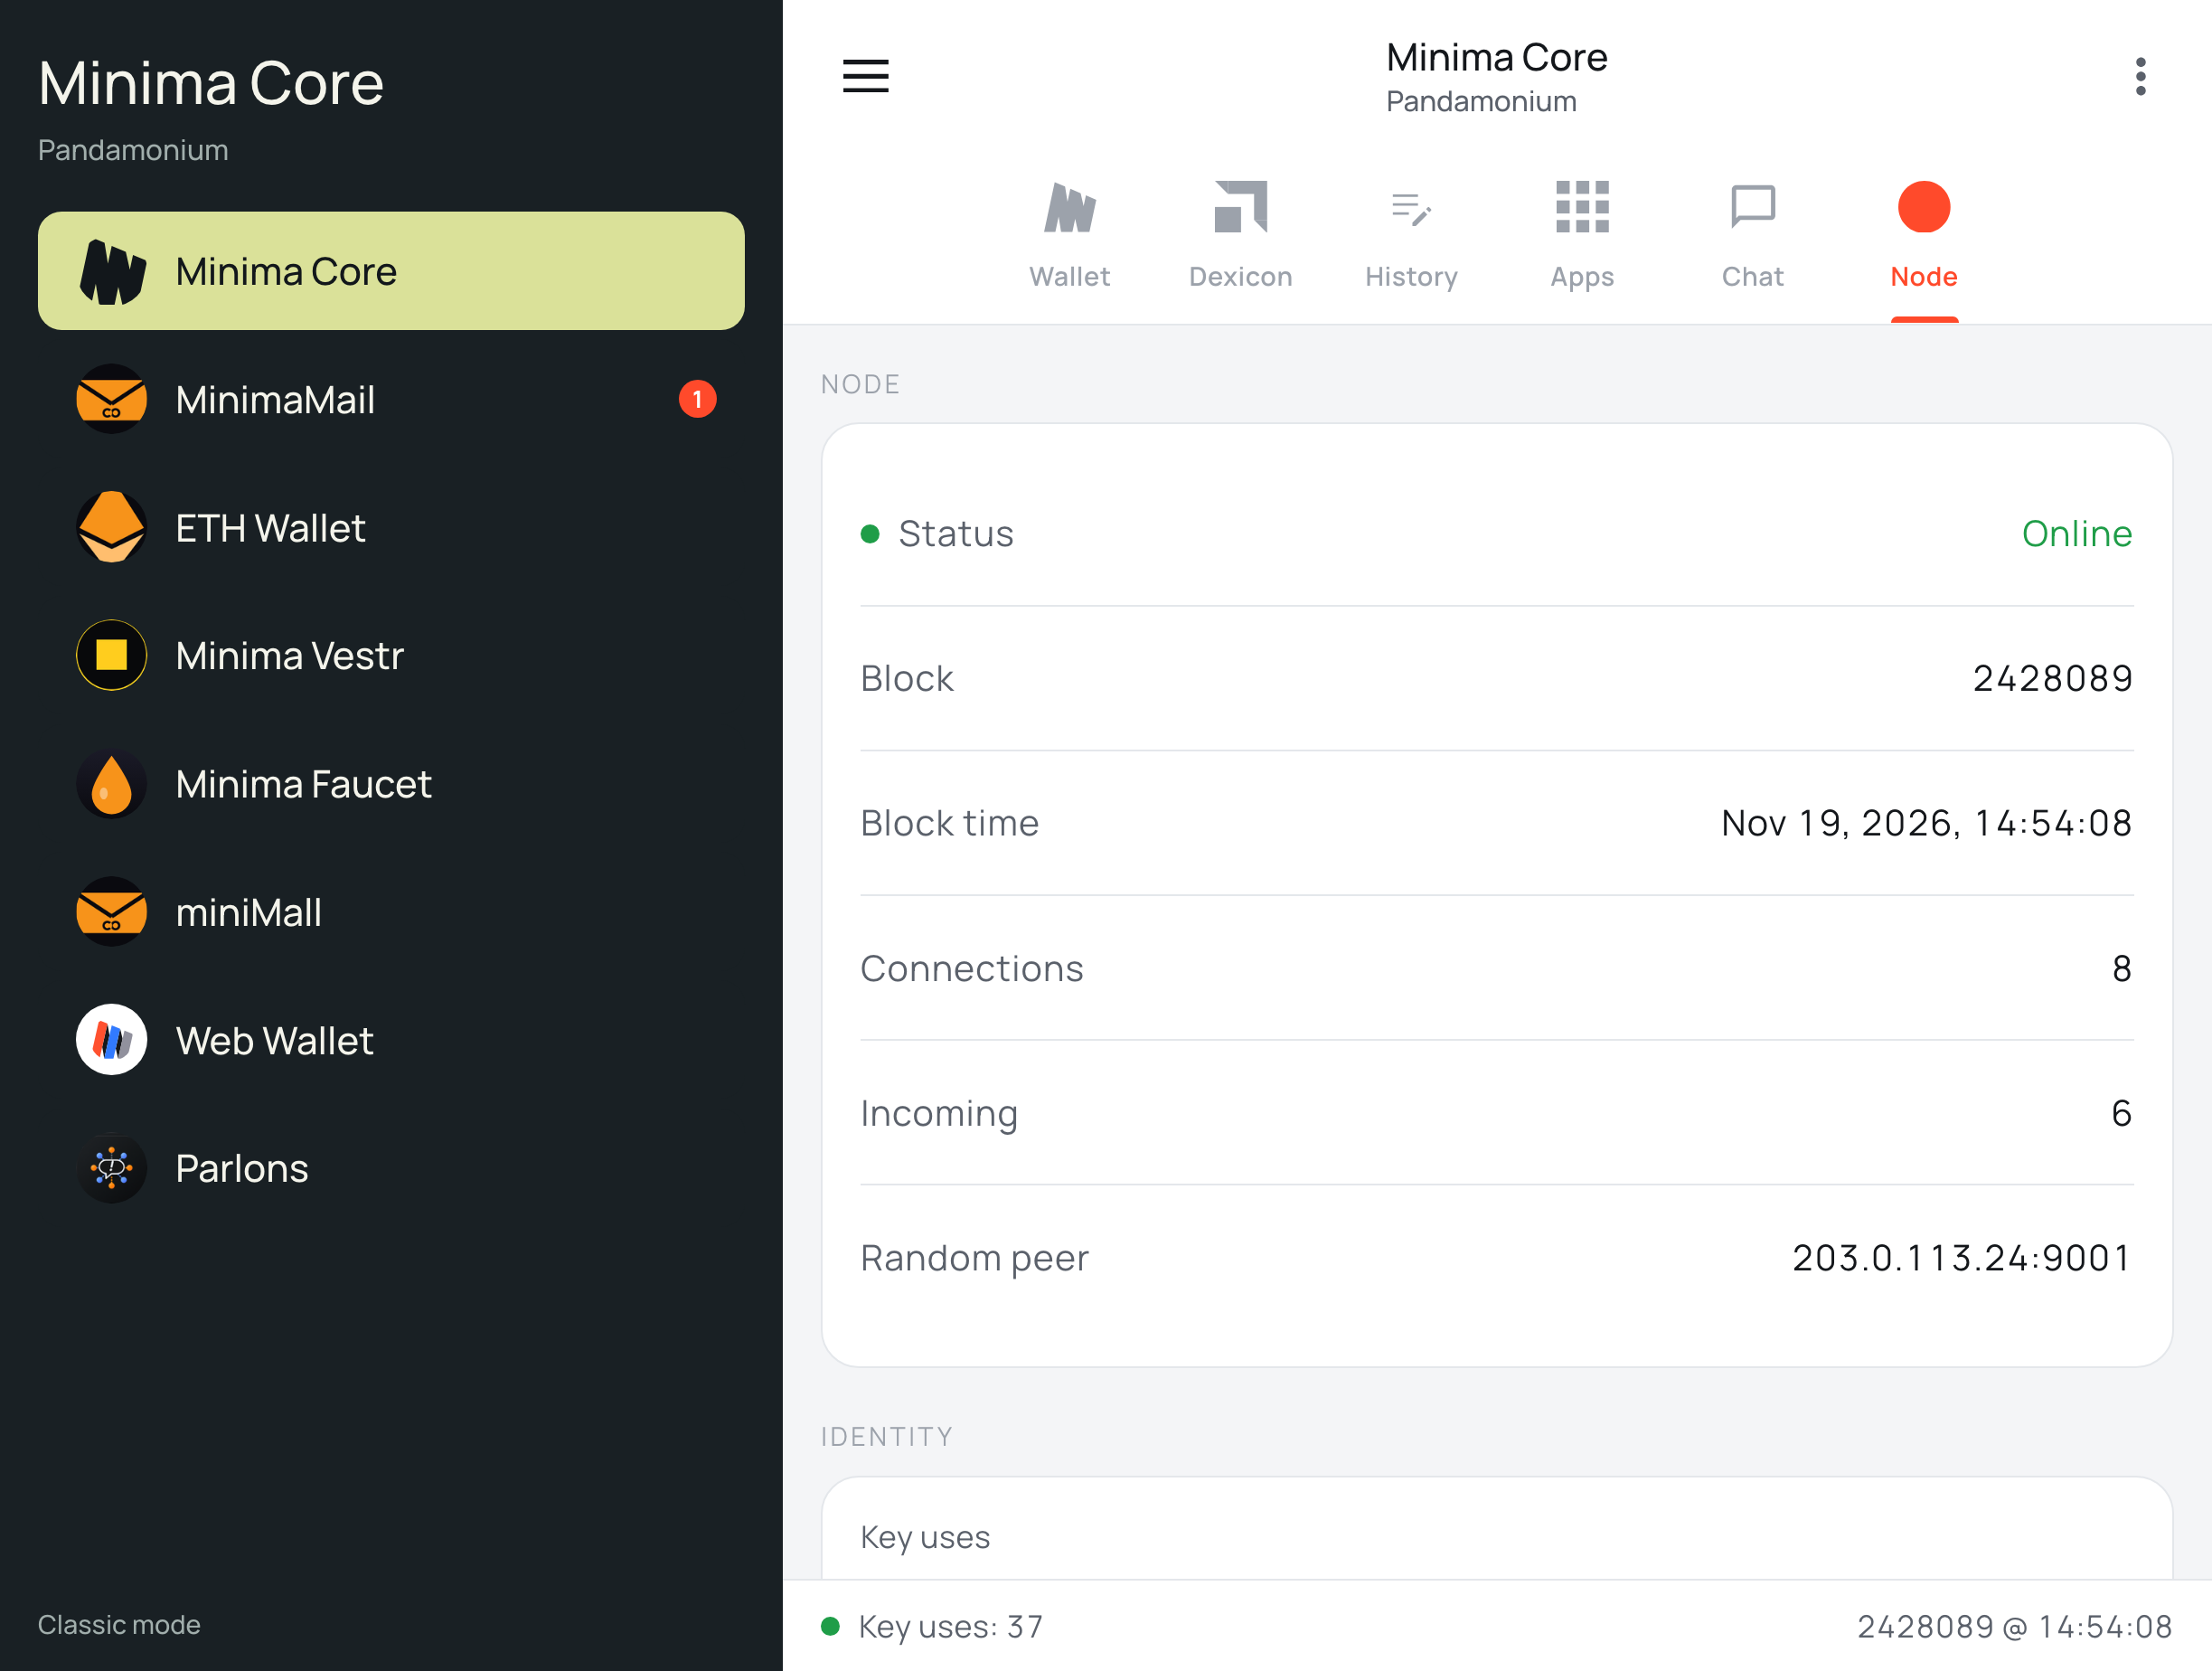 Minima Core
Pandamonium
Minima Core
MinimaMail
1
ETH Wallet
Minima Vestr
Minima Faucet
CO
miniMall
CO
Web Wallet
Parlons
Classic mode
Minima Core
Pandamonium
Wallet
Dexicon
History
Apps
Chat
Node
NODE
Status
Online
Block
2428089
Block time
Nov 19, 2026, 14:54:08
Connections
8
Incoming
6
Random peer
203.0.113.24:9001
IDENTITY
Key uses
Key uses: 37
2428089 @ 14:54:08